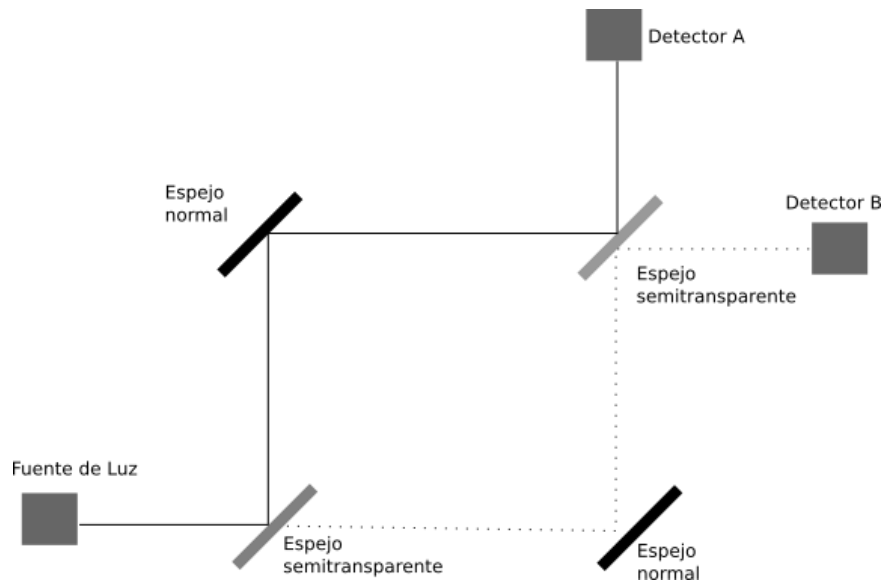 Detector A
Espejo
normal
Detector B
Espejo
semitransparente
Fuente de Luz
Espejo
semitransparente
Espejo
normal